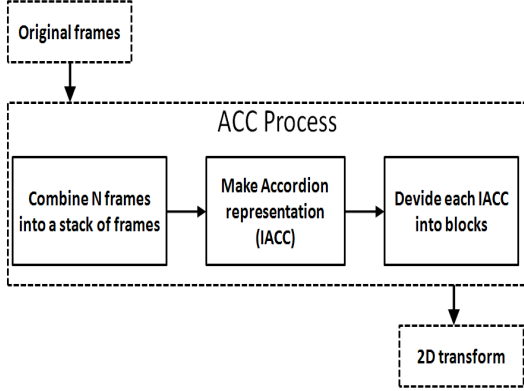 Original frames
ACC Process
Combine N frames
into a stack of frames
Make Accordion
representation
(IACC)
Devide each IACC
into blocks
2D transform